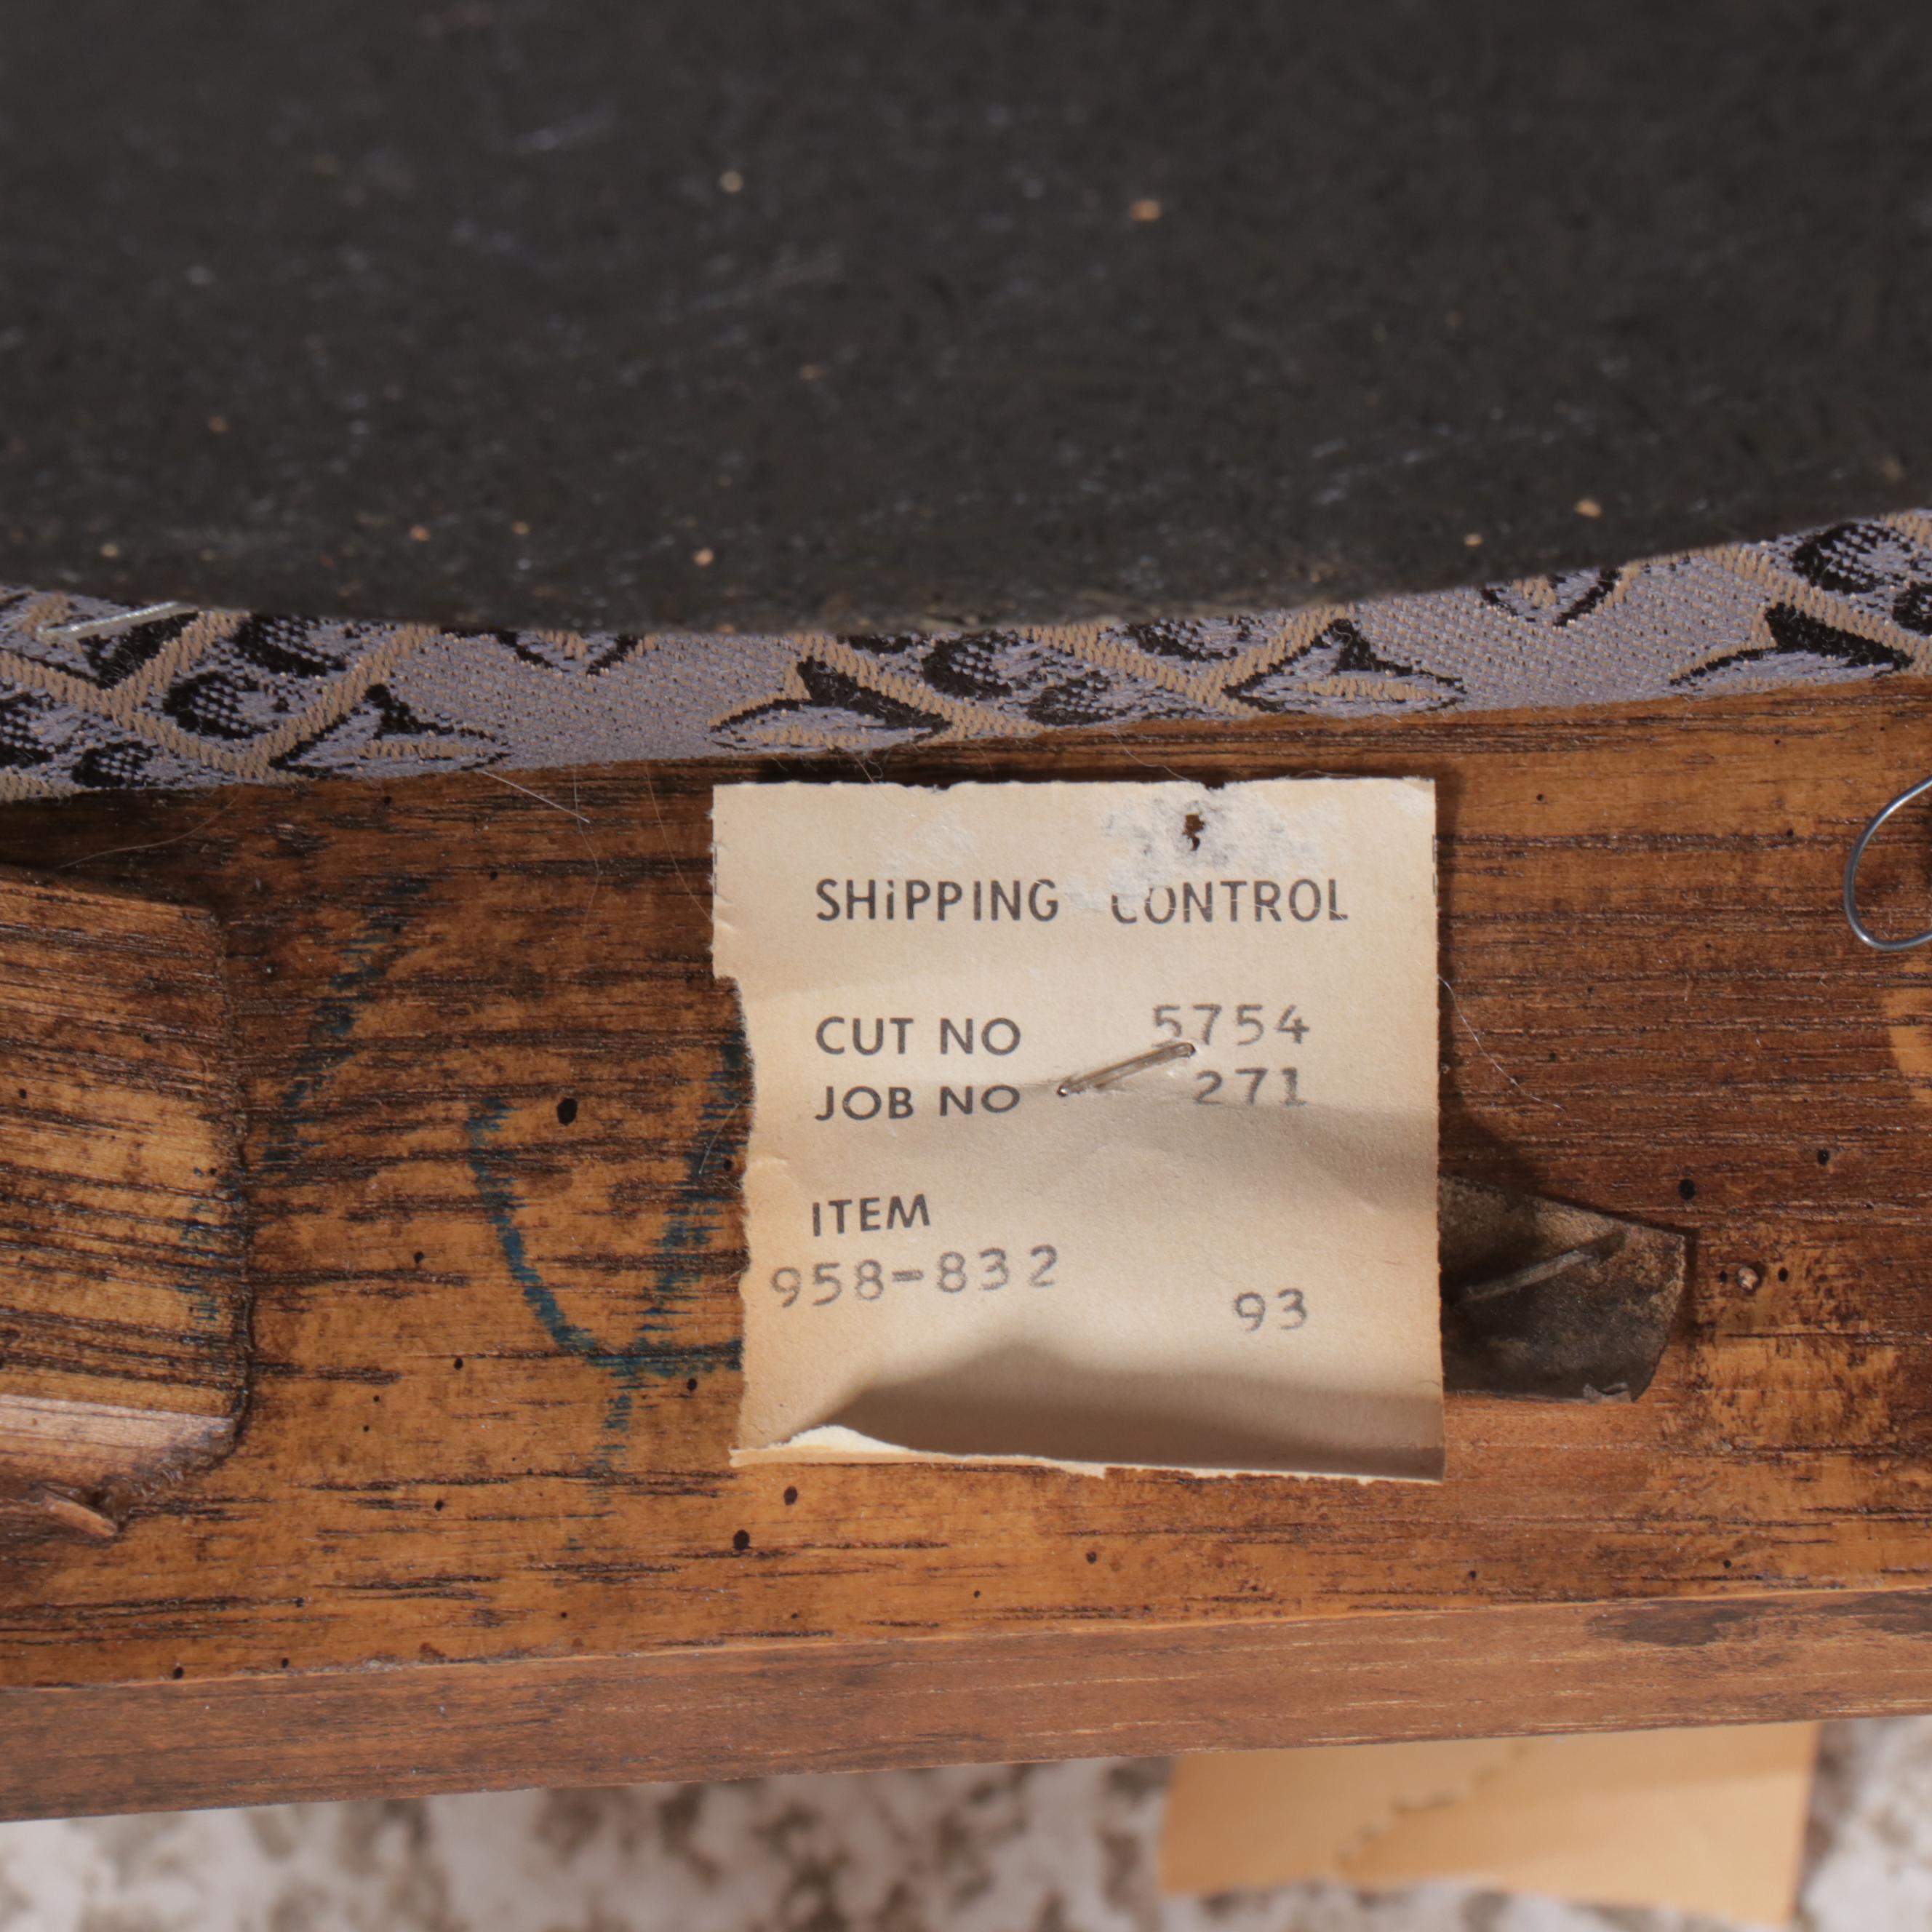 SHiPPING CONTROL
CUT NO 5754
JOB NO 271
ITEM
958-832
93